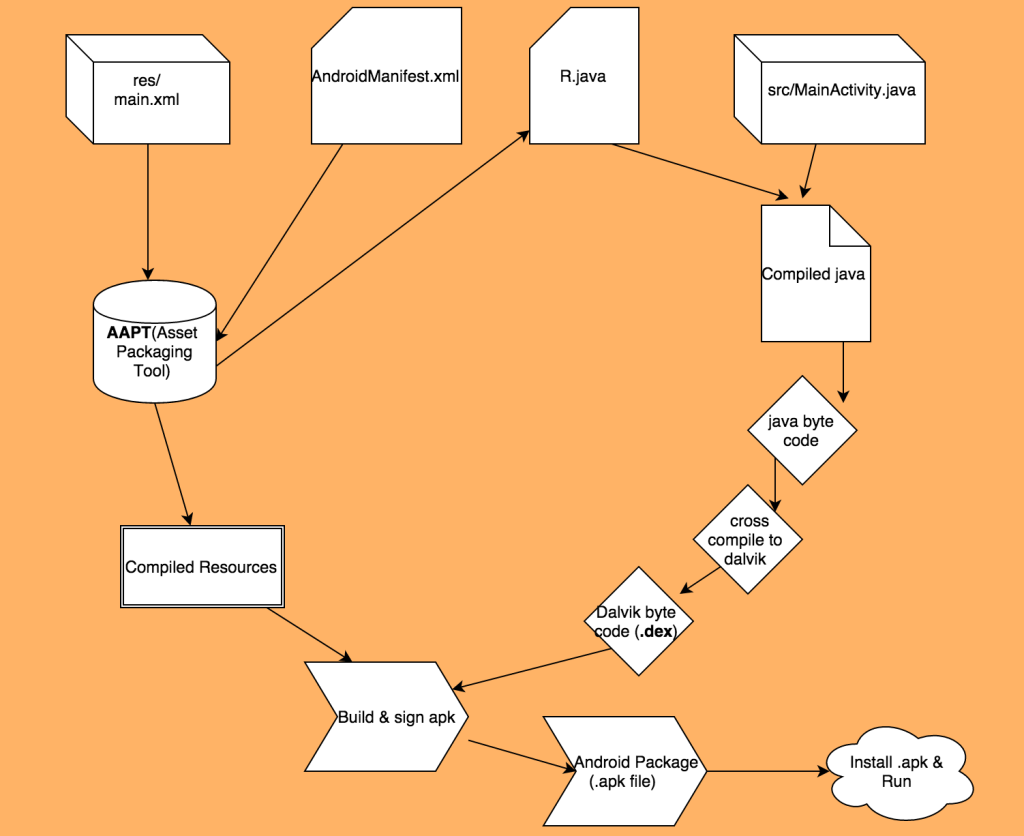 res/
main.xml
AndroidManifest.xml
R.java
src/MainActivity.java
Compiled java
AAPT(Asset
Packaging
Tool)
java byte
code
cross
compile to
dalvik
Compiled Resources
Dalvik byte
code (.dex)
Build & sign apk
Android Package
(.apk file)
Install .apk &
Run